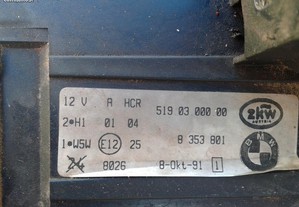 12 V A HCR 519 03 000 00
2*H1 01 04
1*W5W E12 25 8 353 801
8026 8-Okt-91 1
ZKW
BMW